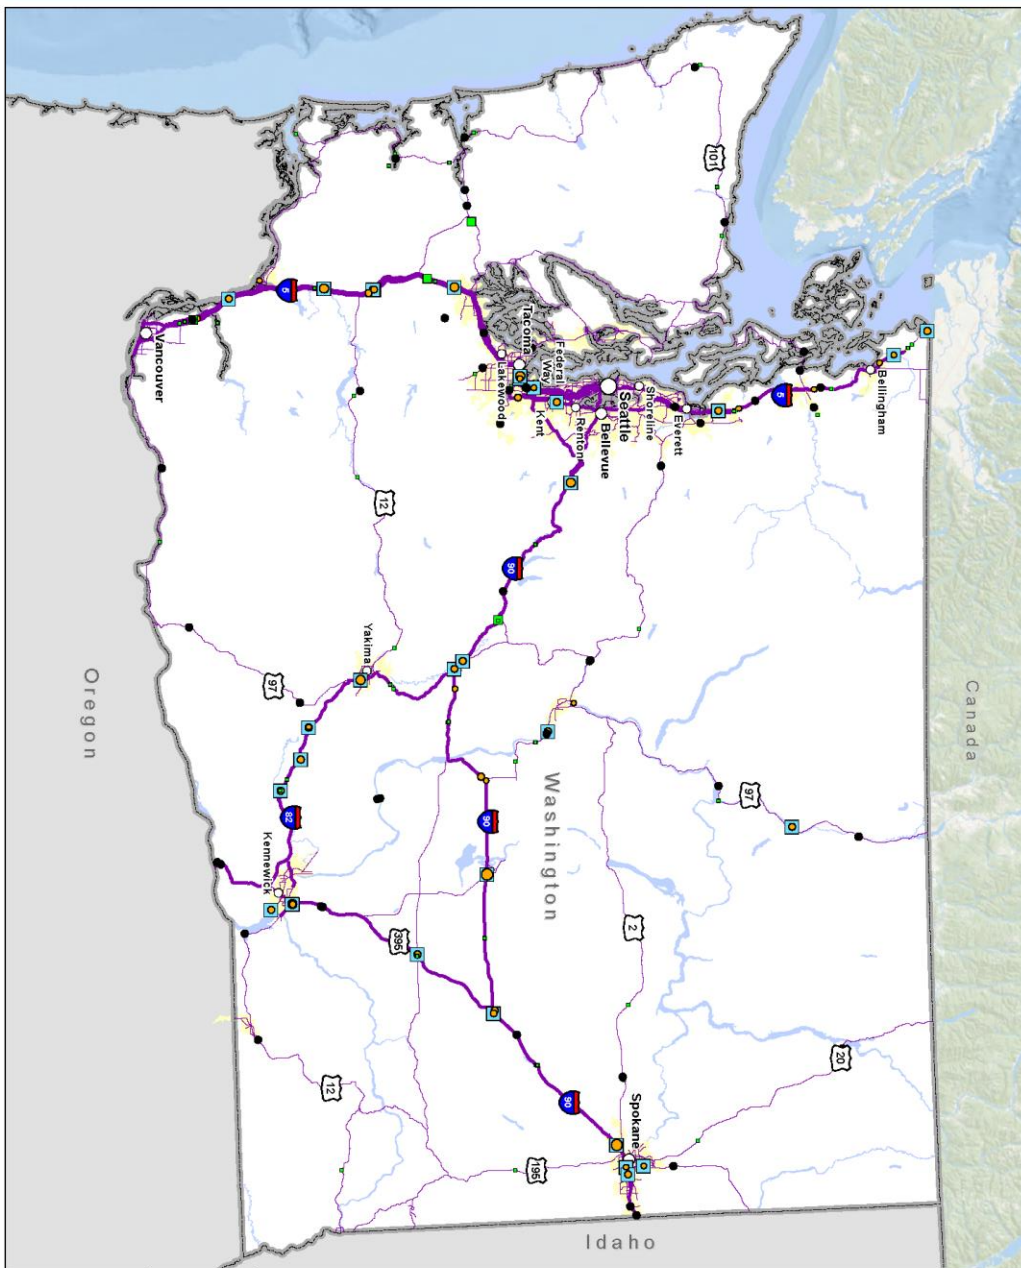 101
5
Vancouver
Tacoma
Federal
Way
Lakewood
Kent
Renton
Seattle
Bellevue
Shoreline
Everett
5
Bellingham
12
90
Yakima
97
82
Kennewick
90
Washington
97
2
395
12
195
90
Spokane
20
Oregon
Canada
Idaho